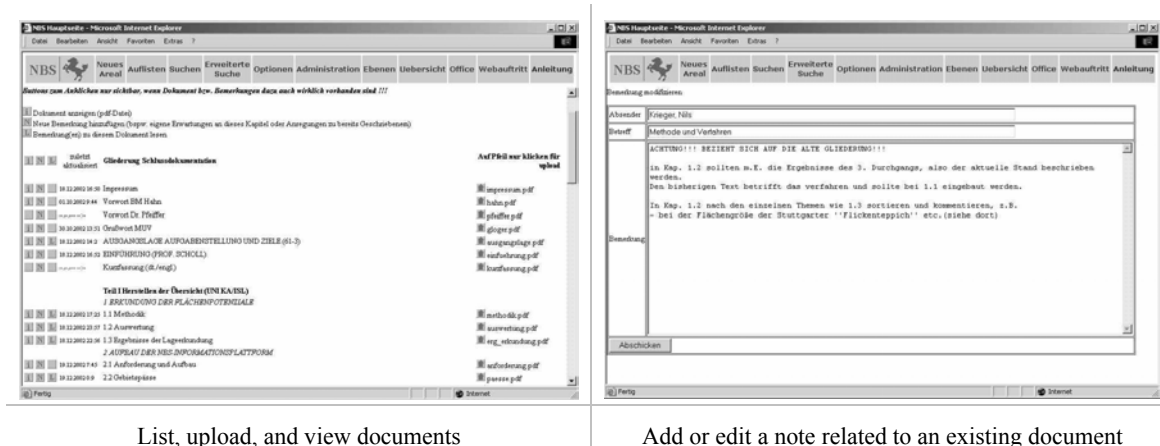 NBS Hauptseite - Microsoft Internet Explorer
Datei Bearbeiten Ansicht Favoriten Extras ?
NBS Neues Areal Auflisten Suchen Erweiterte Suche Optionen Administration Ebenen Uebersicht Office Webauftritt Anleitung
Buttons zum Anklicken nur sichtbar, wenn Dokument bzw. Bemerkungen dazu auch wirklich vorhanden sind !!!
Dokument anzeigen (pdf-Datei)
N Neue Bemerkung hinzufügen (bspw. eigene Erwartungen an dieses Kapitel oder Anregungen zu bereits Geschriebenem)
L Bemerkung(en) zu diesem Dokument lesen
N L zuletzt aktualisiert Gliederung Schlussdokumentation Auf Pfeil nur klicken für upload
Impressum impressum.pdf
Vorwort BM Hahn hahn.pdf
Vorwort Dr. Pfeiffer pfeiffer.pdf
Grußwort MUV gloger.pdf
AUSGANGSLAGE AUFGABENSTELLUNG UND ZIELE (61-3) ausgangslage.pdf
EINFÜHRUNG (PROF. SCHOLL) einfuehrung.pdf
Kurzfassung (dt./engl.) kurzfassung.pdf
Teil I Herstellen der Übersicht (UNI KA/ISL)
1 ERKUNDUNG DER FLÄCHENPOTENZIALE
1.1 Methodik methodik.pdf
1.2 Auswertung auswertung.pdf
1.3 Ergebnisse der Lageerkundung erg_erkundung.pdf
2 AUFBAU DER NBS-INFORMATIONSPLATTFORM
2.1 Anforderung und Aufbau anforderung.pdf
2.2 Gebietspässe paesse.pdf
Fertig Internet
List, upload, and view documents
NBS Hauptseite - Microsoft Internet Explorer
Datei Bearbeiten Ansicht Favoriten Extras ?
NBS Neues Areal Auflisten Suchen Erweiterte Suche Optionen Administration Ebenen Uebersicht Office Webauftritt Anleitung
Bemerkung modifizieren
Absender Krieger, Nils
Betreff Methode und Verfahren
Bemerkung
ACHTUNG!!! BEZIEHT SICH AUF DIE ALTE GLIEDERUNG!!!
in Kap. 1.2 sollten m.E. die Ergebnisse des 3. Durchgangs, also der aktuelle Stand beschrieben
werden.
Den bisherigen Text betrifft das verfahren und sollte bei 1.1 eingebaut werden.
In Kap. 1.2 nach den einzelnen Themen wie 1.3 sortieren und kommentieren, z.B.
- bei der Flächengröße der Stuttgarter ''Flickenteppich'' etc.(siehe dort)
Abschicken
Fertig Internet
Add or edit a note related to an existing document